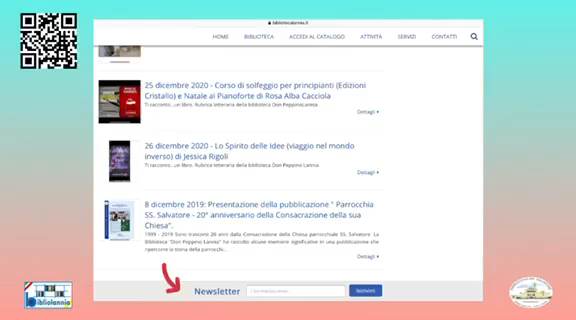 bibliotecalannia.it
HOME BIBLIOTECA ACCEDI AL CATALOGO ATTIVITÀ SERVIZI CONTATTI
25 dicembre 2020 - Corso di solfeggio per principianti (Edizioni
Cristallo) e Natale al Pianoforte di Rosa Alba Cacciola
Ti racconto...un libro. Rubrica letteraria della biblioteca Don Peppino Lannia
Dettagli
26 dicembre 2020 - Lo Spirito delle Idee (viaggio nel mondo
inverso) di Jessica Rigoli
Ti racconto...un libro. Rubrica letteraria della biblioteca Don Peppino Lannia
Dettagli
8 dicembre 2019: Presentazione della pubblicazione " Parrocchia
SS. Salvatore - 20° anniversario della Consacrazione della sua
Chiesa".
1999 - 2019 Sono trascorsi 20 anni dalla Consacrazione della Chiesa parrocchiale SS. Salvatore. La
Biblioteca "Don Peppino Lannia" ha raccolto alcune memorie significative in una pubblicazione che
ripercorre la storia della parrocchi...
Dettagli
Newsletter
Iscriviti
Bibliolannia